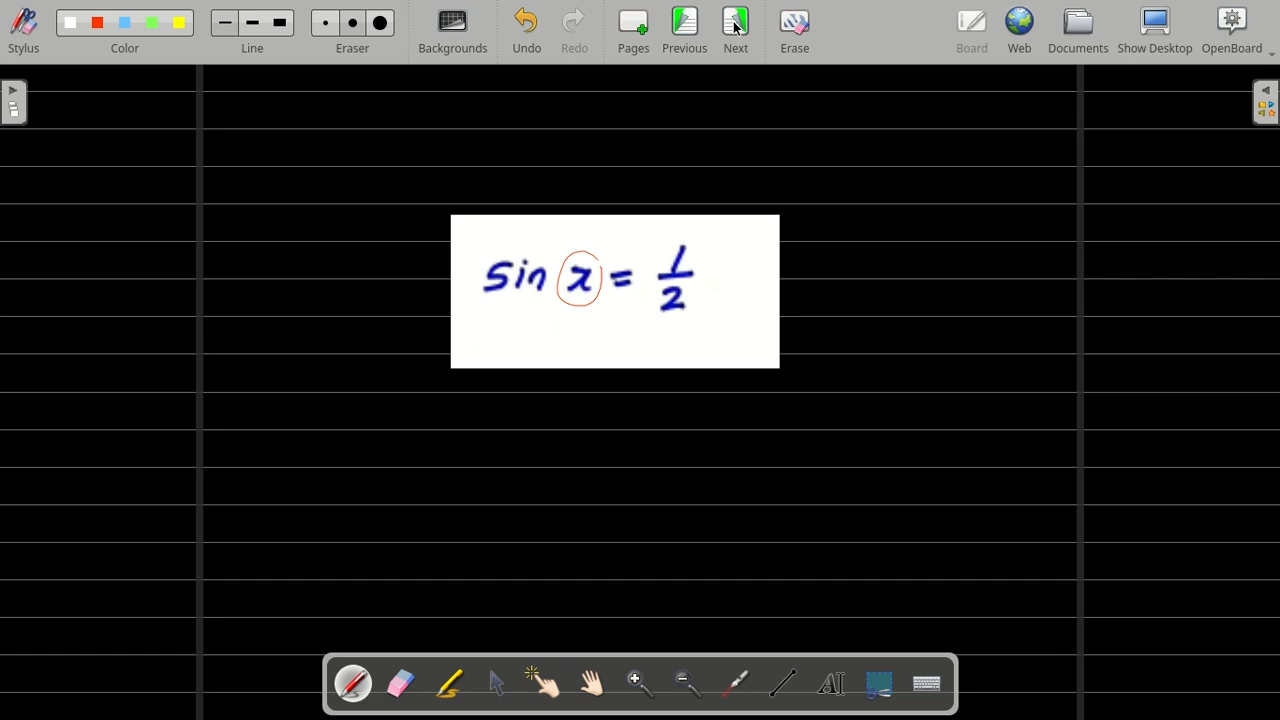 Stylus Color Line Eraser Backgrounds Undo Redo Pages Previous Next Erase Board Web Documents Show Desktop OpenBoard
sin x = 1/2
AI